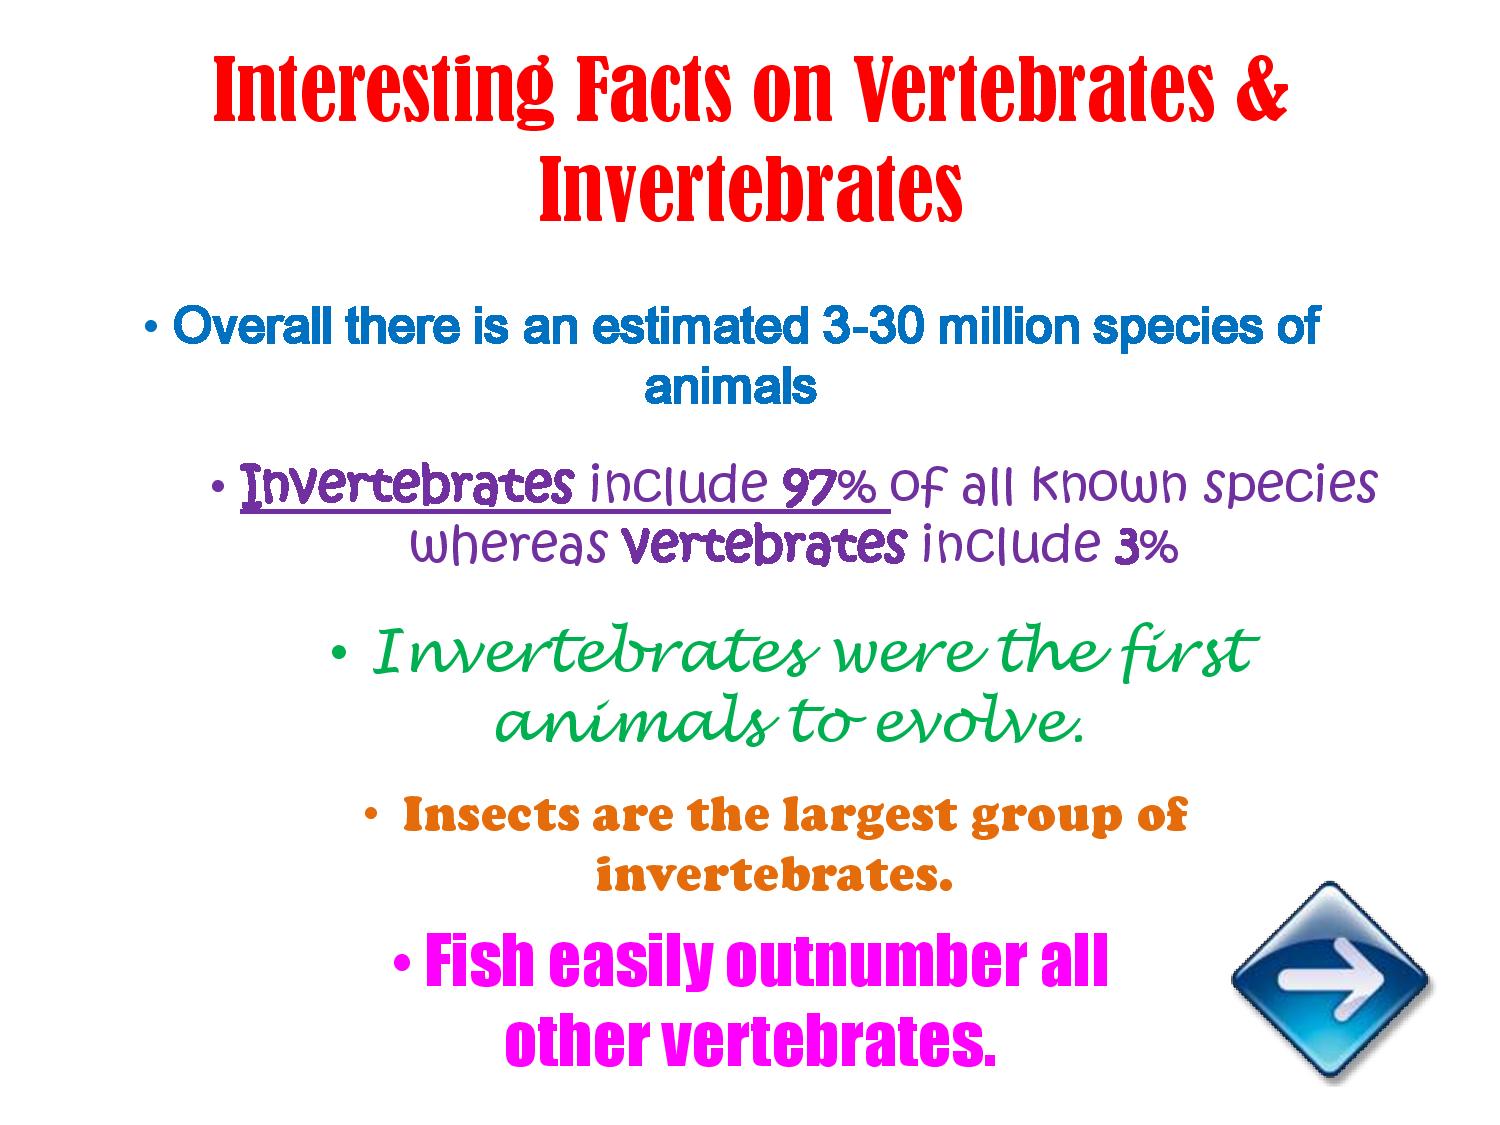 Interesting Facts on Vertebrates &
Invertebrates
• Overall there is an estimated 3-30 million species of
animals
• Invertebrates include 97% of all known species
whereas vertebrates include 3%
• Invertebrates were the first
animals to evolve.
• Insects are the largest group of
invertebrates.
• Fish easily outnumber all
other vertebrates.